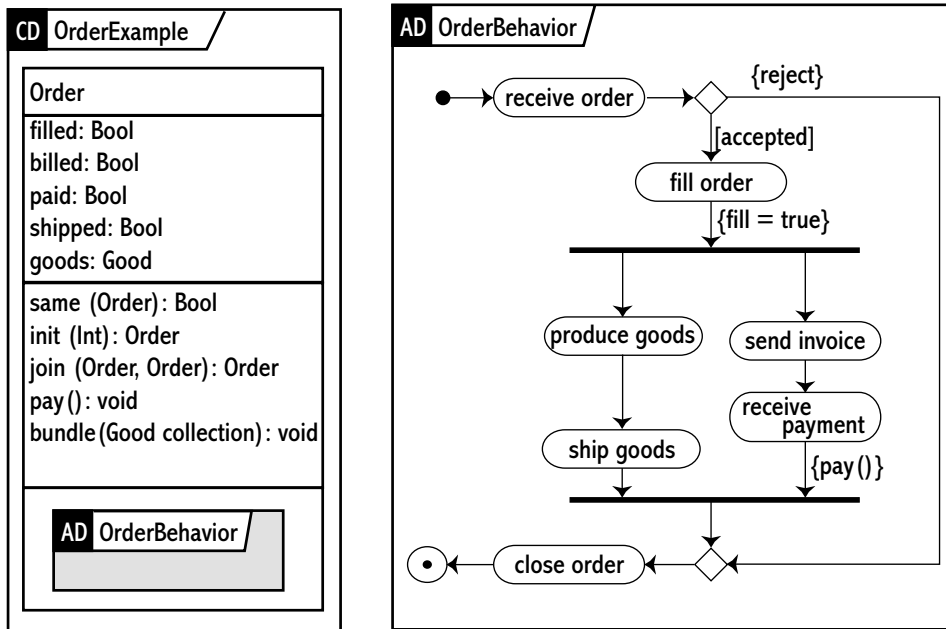 CD OrderExample
Order
filled: Bool
billed: Bool
paid: Bool
shipped: Bool
goods: Good
same (Order): Bool
init (Int): Order
join (Order, Order): Order
pay(): void
bundle(Good collection): void
AD OrderBehavior
AD OrderBehavior
{reject}
receive order
[accepted]
fill order
{fill = true}
produce goods
send invoice
receive
payment
ship goods
{pay()}
close order